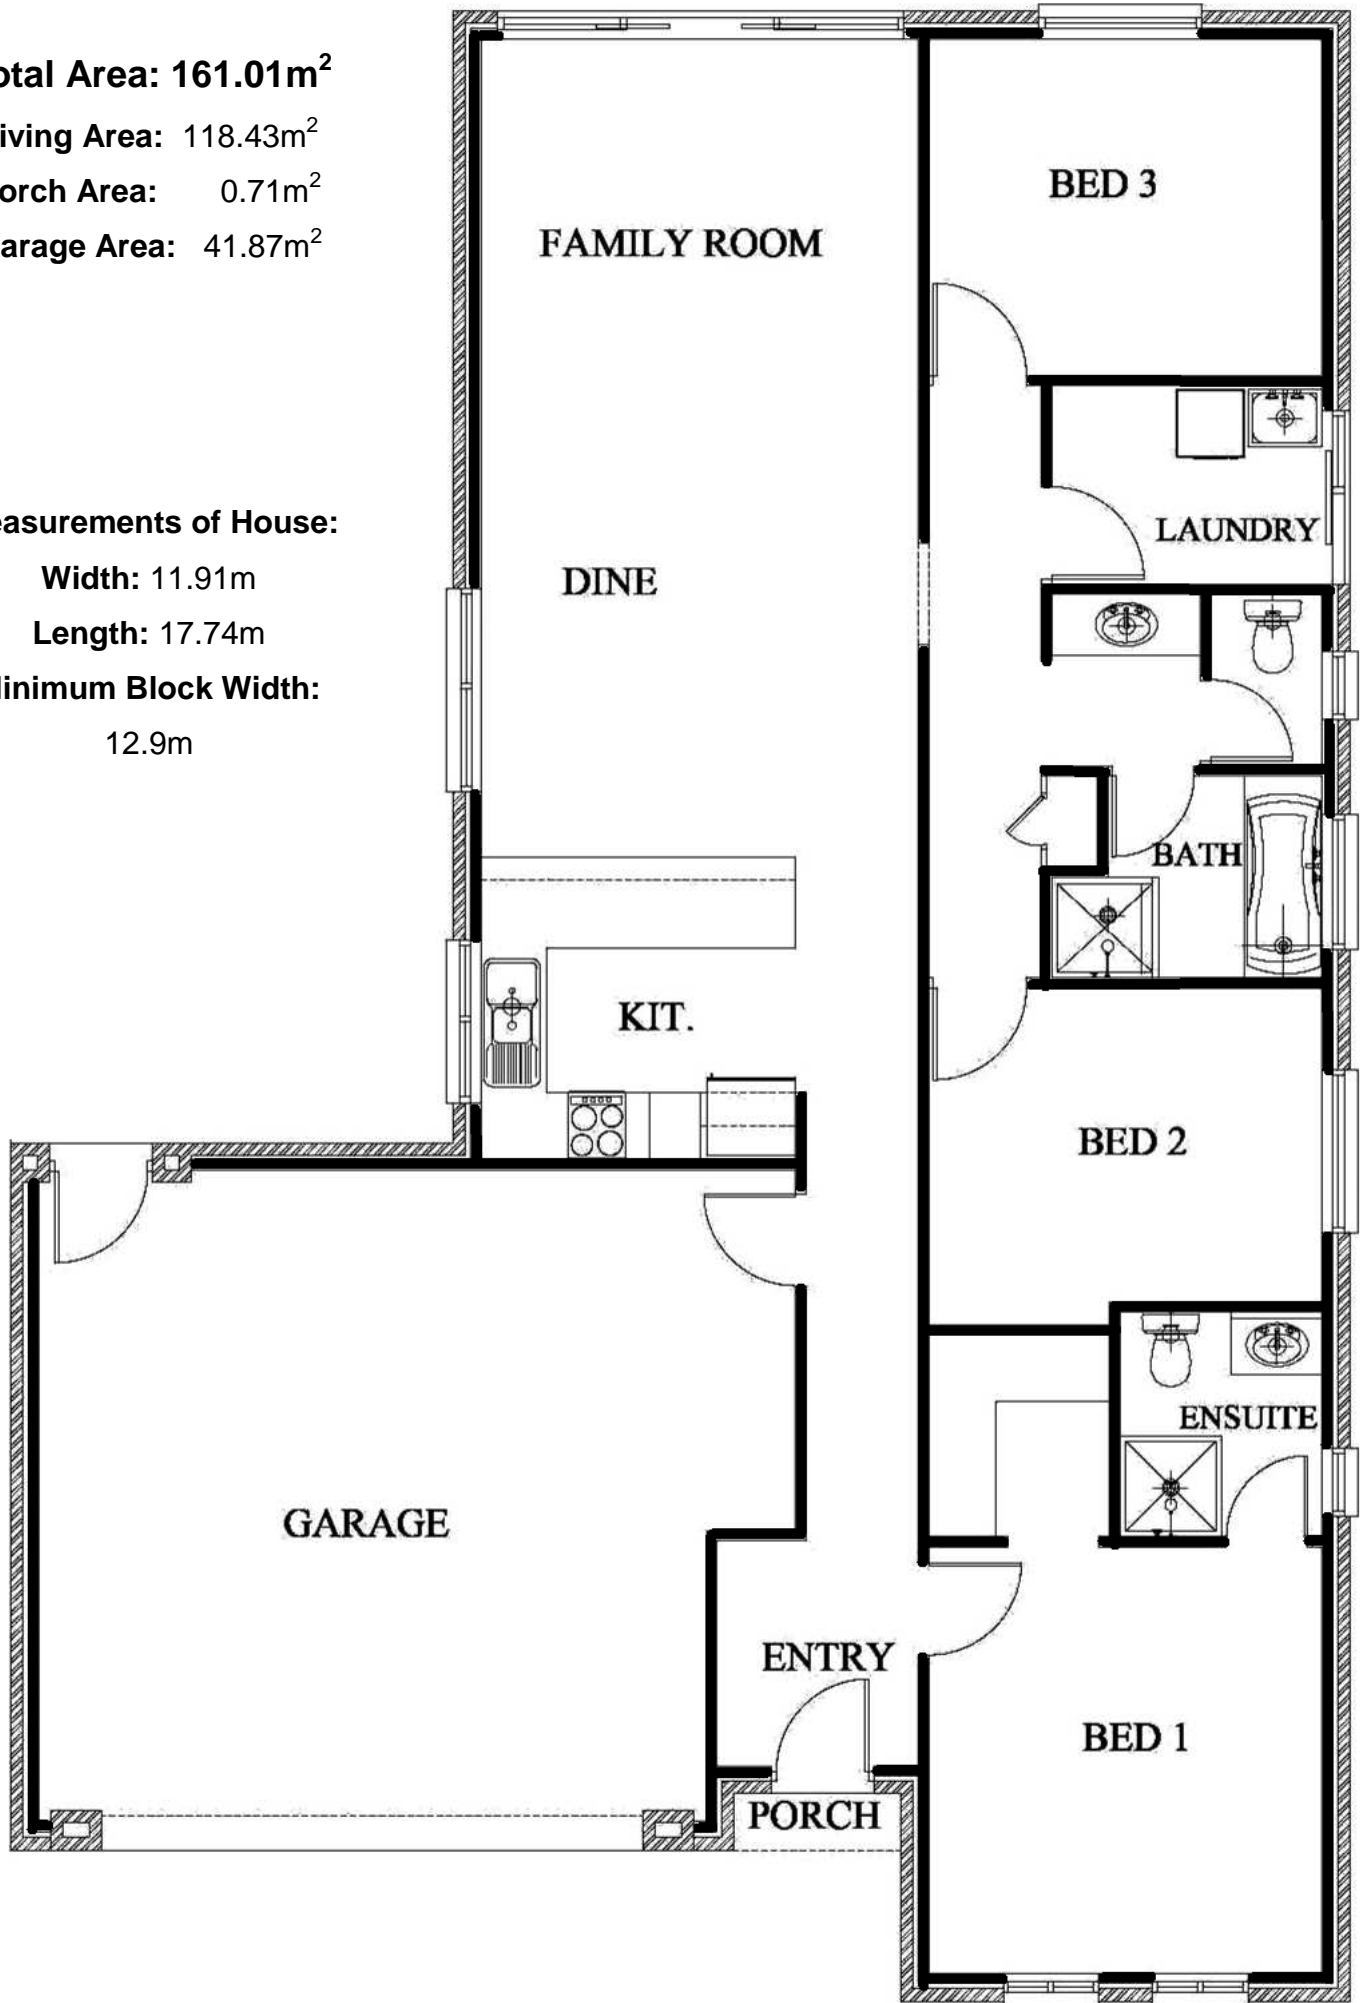 otal Area: 161.01m²
iving Area: 118.43m²
orch Area: 0.71m²
arage Area: 41.87m²
easurements of House:
Width: 11.91m
Length: 17.74m
inimum Block Width:
12.9m
BED 3
FAMILY ROOM
LAUNDRY
DINE
BATH
KIT.
BED 2
ENSUITE
GARAGE
ENTRY
BED 1
PORCH